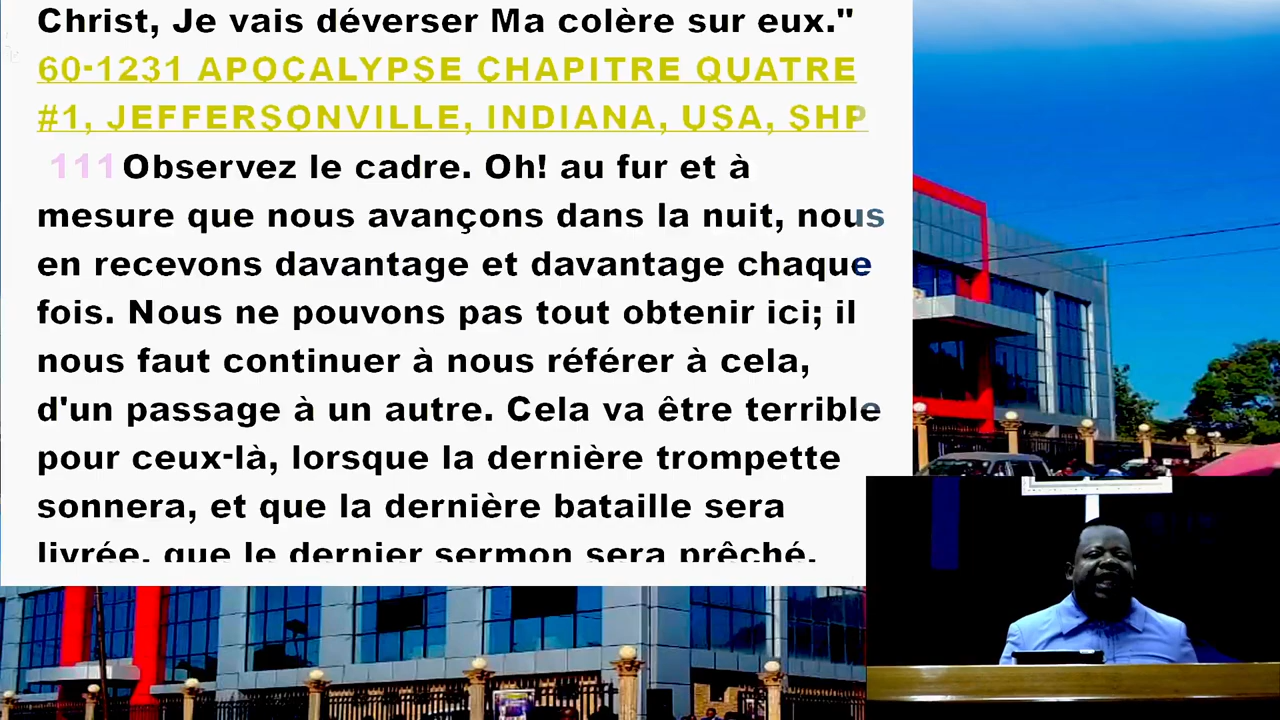 Christ, Je vais déverser Ma colère sur eux."
60-1231 APOCALYPSE CHAPITRE QUATRE
#1, JEFFERSONVILLE, INDIANA, USA, SHP
111 Observez le cadre. Oh! au fur et à
mesure que nous avançons dans la nuit, nous
en recevons davantage et davantage chaque
fois. Nous ne pouvons pas tout obtenir ici; il
nous faut continuer à nous référer à cela,
d'un passage à un autre. Cela va être terrible
pour ceux-là, lorsque la dernière trompette
sonnera, et que la dernière bataille sera
livrée, que le dernier sermon sera prêché,